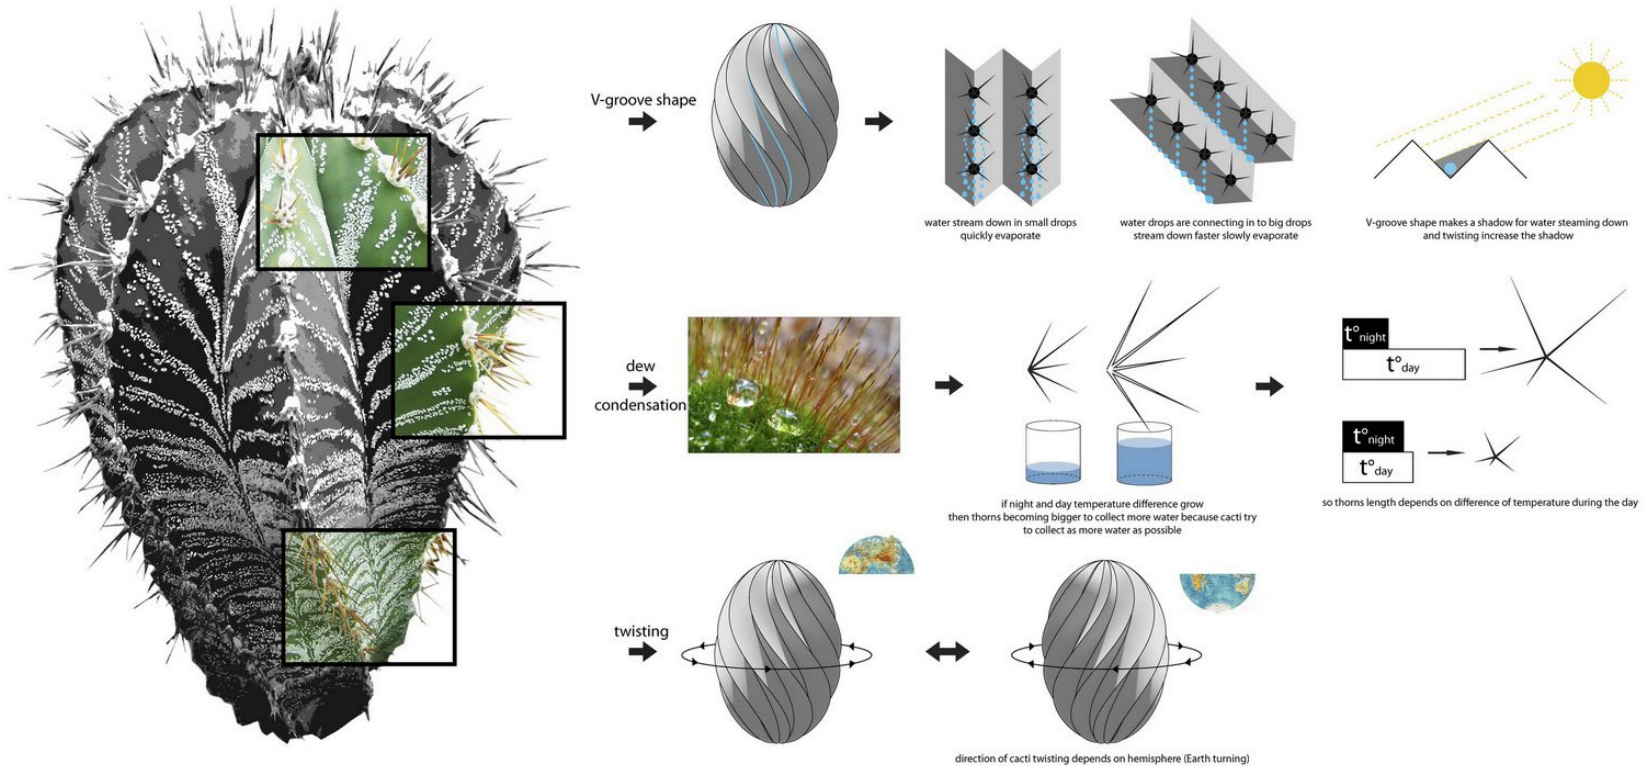 V-groove shape
water stream down in small drops
quickly evaporate
water drops are connecting in to big drops
stream down faster slowly evaporate
V-groove shape makes a shadow for water steaming down
and twisting increase the shadow
dew
condensation
if night and day temperature difference grow
then thorns becoming bigger to collect more water because cacti try
to collect as more water as possible
t° night
t° day
t° night
t° day
so thorns length depends on difference of temperature during the day
twisting
direction of cacti twisting depends on hemisphere (Earth turning)